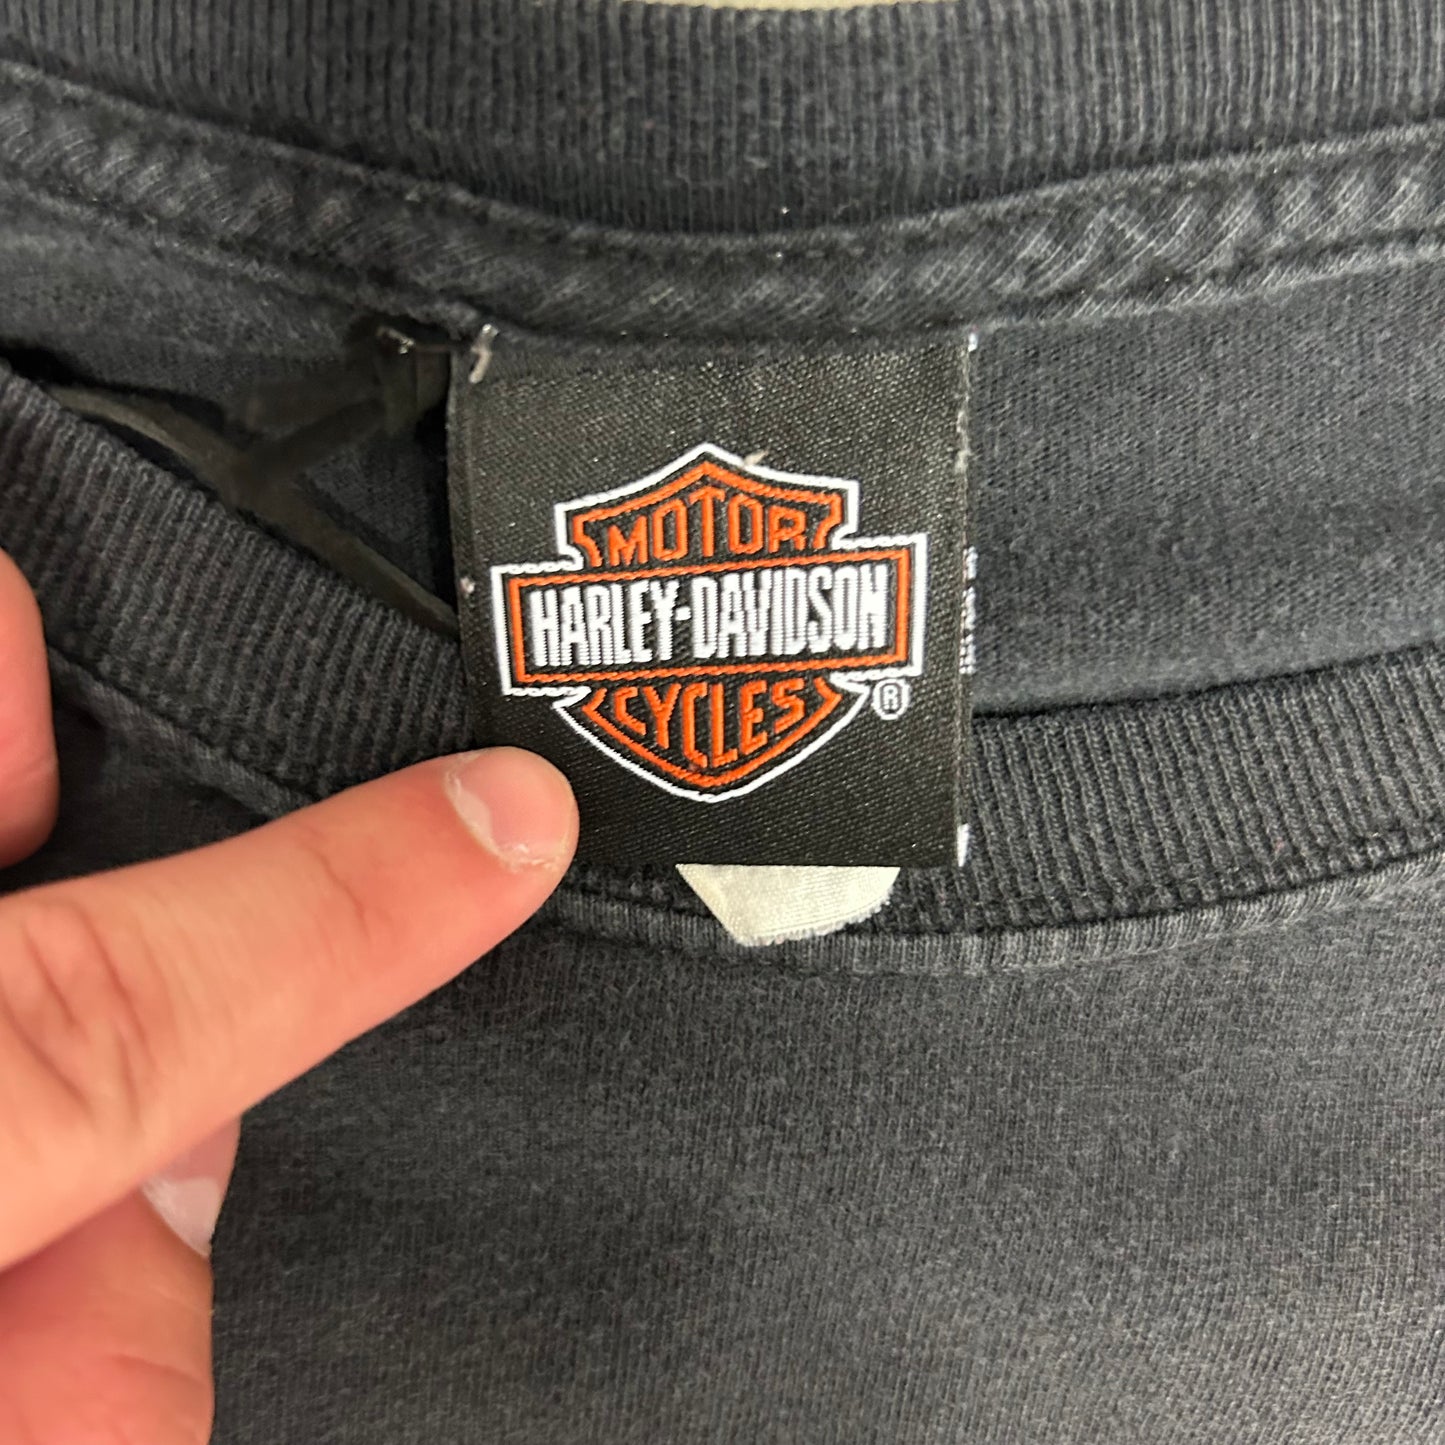 MOTOR
HARLEY-DAVIDSON
CYCLES
®